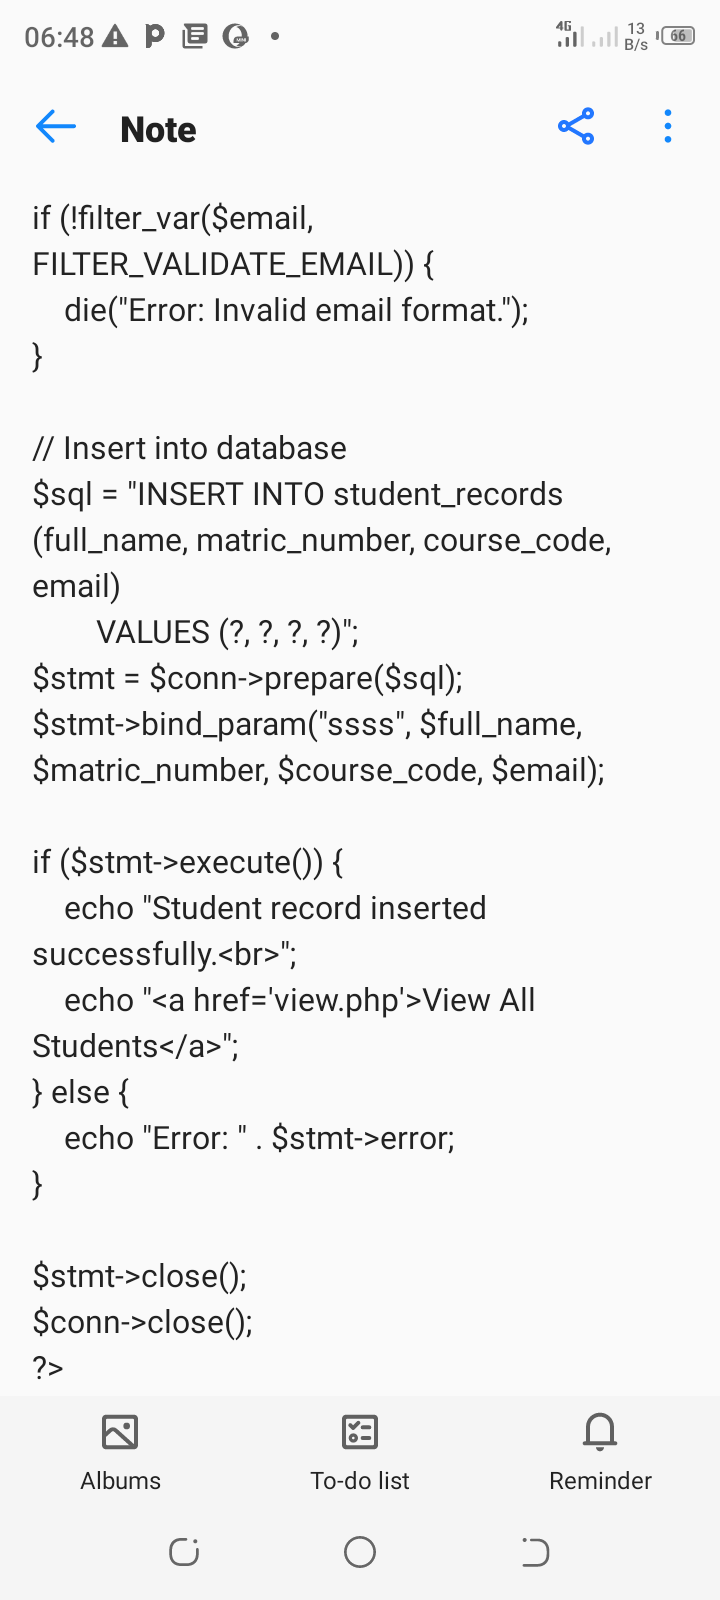 06:48
4G
13
B/s
66
Note
if (!filter_var($email,
FILTER_VALIDATE_EMAIL)) {
    die("Error: Invalid email format.");
}

// Insert into database
$sql = "INSERT INTO student_records
(full_name, matric_number, course_code,
email)
        VALUES (?, ?, ?, ?)";
$stmt = $conn->prepare($sql);
$stmt->bind_param("ssss", $full_name,
$matric_number, $course_code, $email);

if ($stmt->execute()) {
    echo "Student record inserted
successfully.<br>";
    echo "<a href='view.php'>View All
Students</a>";
} else {
    echo "Error: " . $stmt->error;
}

$stmt->close();
$conn->close();
?>
Albums
To-do list
Reminder